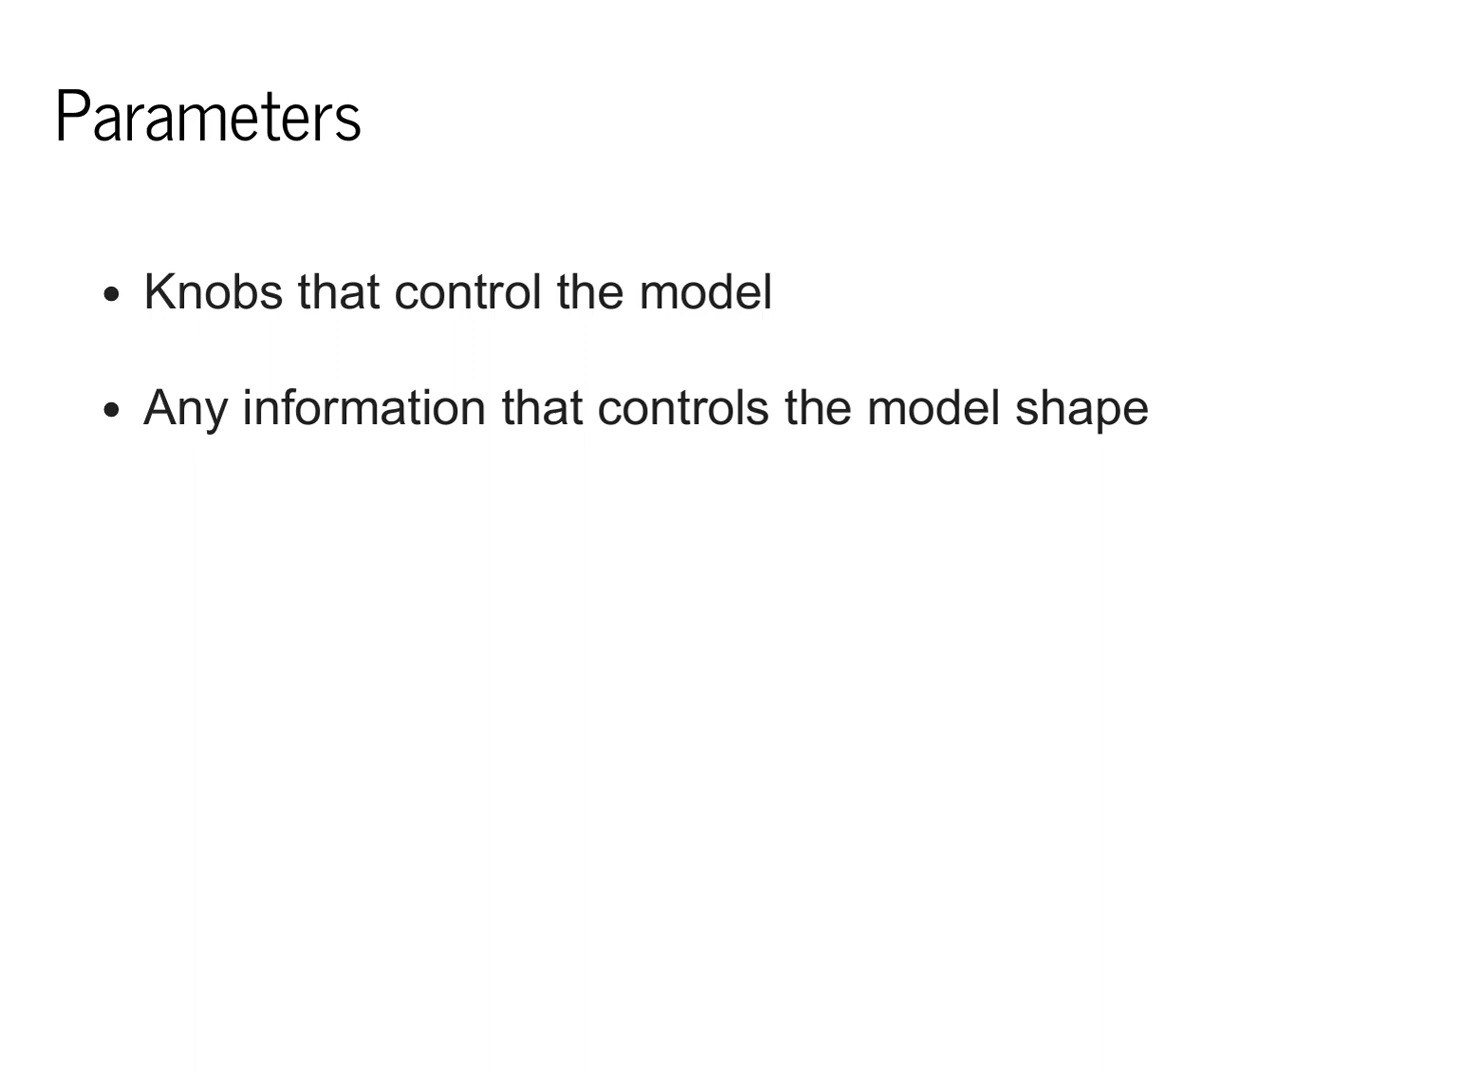 Parameters
• Knobs that control the model
• Any information that controls the model shape